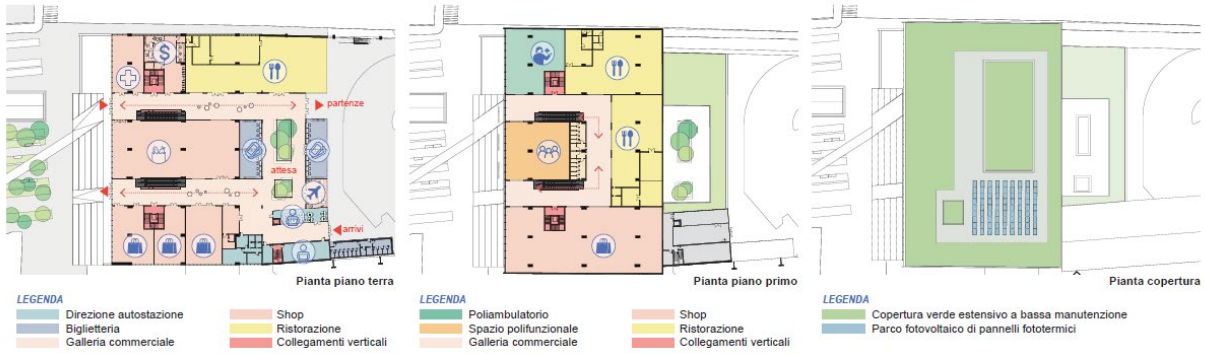 $
partenze
attesa
arrivi
Pianta piano terra
Pianta piano primo
Pianta copertura
LEGENDA
Direzione autostazione
Biglietteria
Galleria commerciale
Shop
Ristorazione
Collegamenti verticali
LEGENDA
Poliambulatorio
Spazio polifunzionale
Galleria commerciale
Shop
Ristorazione
Collegamenti verticali
LEGENDA
Copertura verde estensivo a bassa manutenzione
Parco fotovoltaico di pannelli fototermici